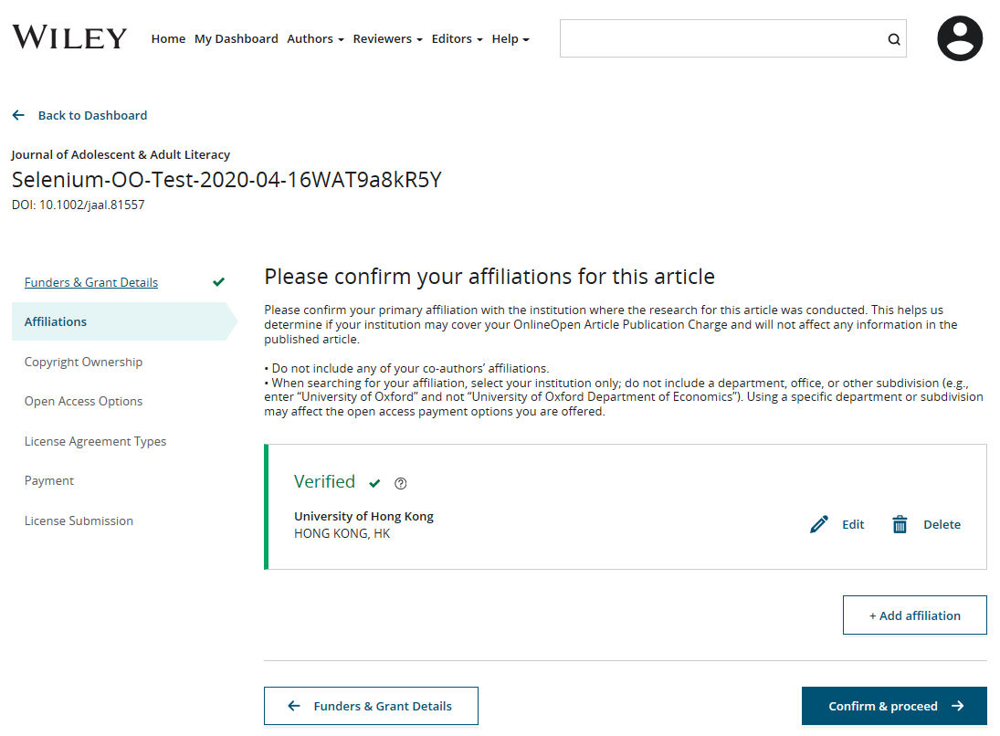 WILEY
Home My Dashboard Authors Reviewers Editors Help
Back to Dashboard
Journal of Adolescent & Adult Literacy
Selenium-OO-Test-2020-04-16WAT9a8kR5Y
DOI: 10.1002/jaal.81557
Funders & Grant Details
Affiliations
Copyright Ownership
Open Access Options
License Agreement Types
Payment
License Submission
Please confirm your affiliations for this article
Please confirm your primary affiliation with the institution where the research for this article was conducted. This helps us
determine if your institution may cover your OnlineOpen Article Publication Charge and will not affect any information in the
published article.
• Do not include any of your co-authors’ affiliations.
• When searching for your affiliation, select your institution only; do not include a department, office, or other subdivision (e.g.,
enter “University of Oxford” and not “University of Oxford Department of Economics”). Using a specific department or subdivision
may affect the open access payment options you are offered.
Verified ?
University of Hong Kong
HONG KONG, HK
Edit Delete
+ Add affiliation
Funders & Grant Details
Confirm & proceed